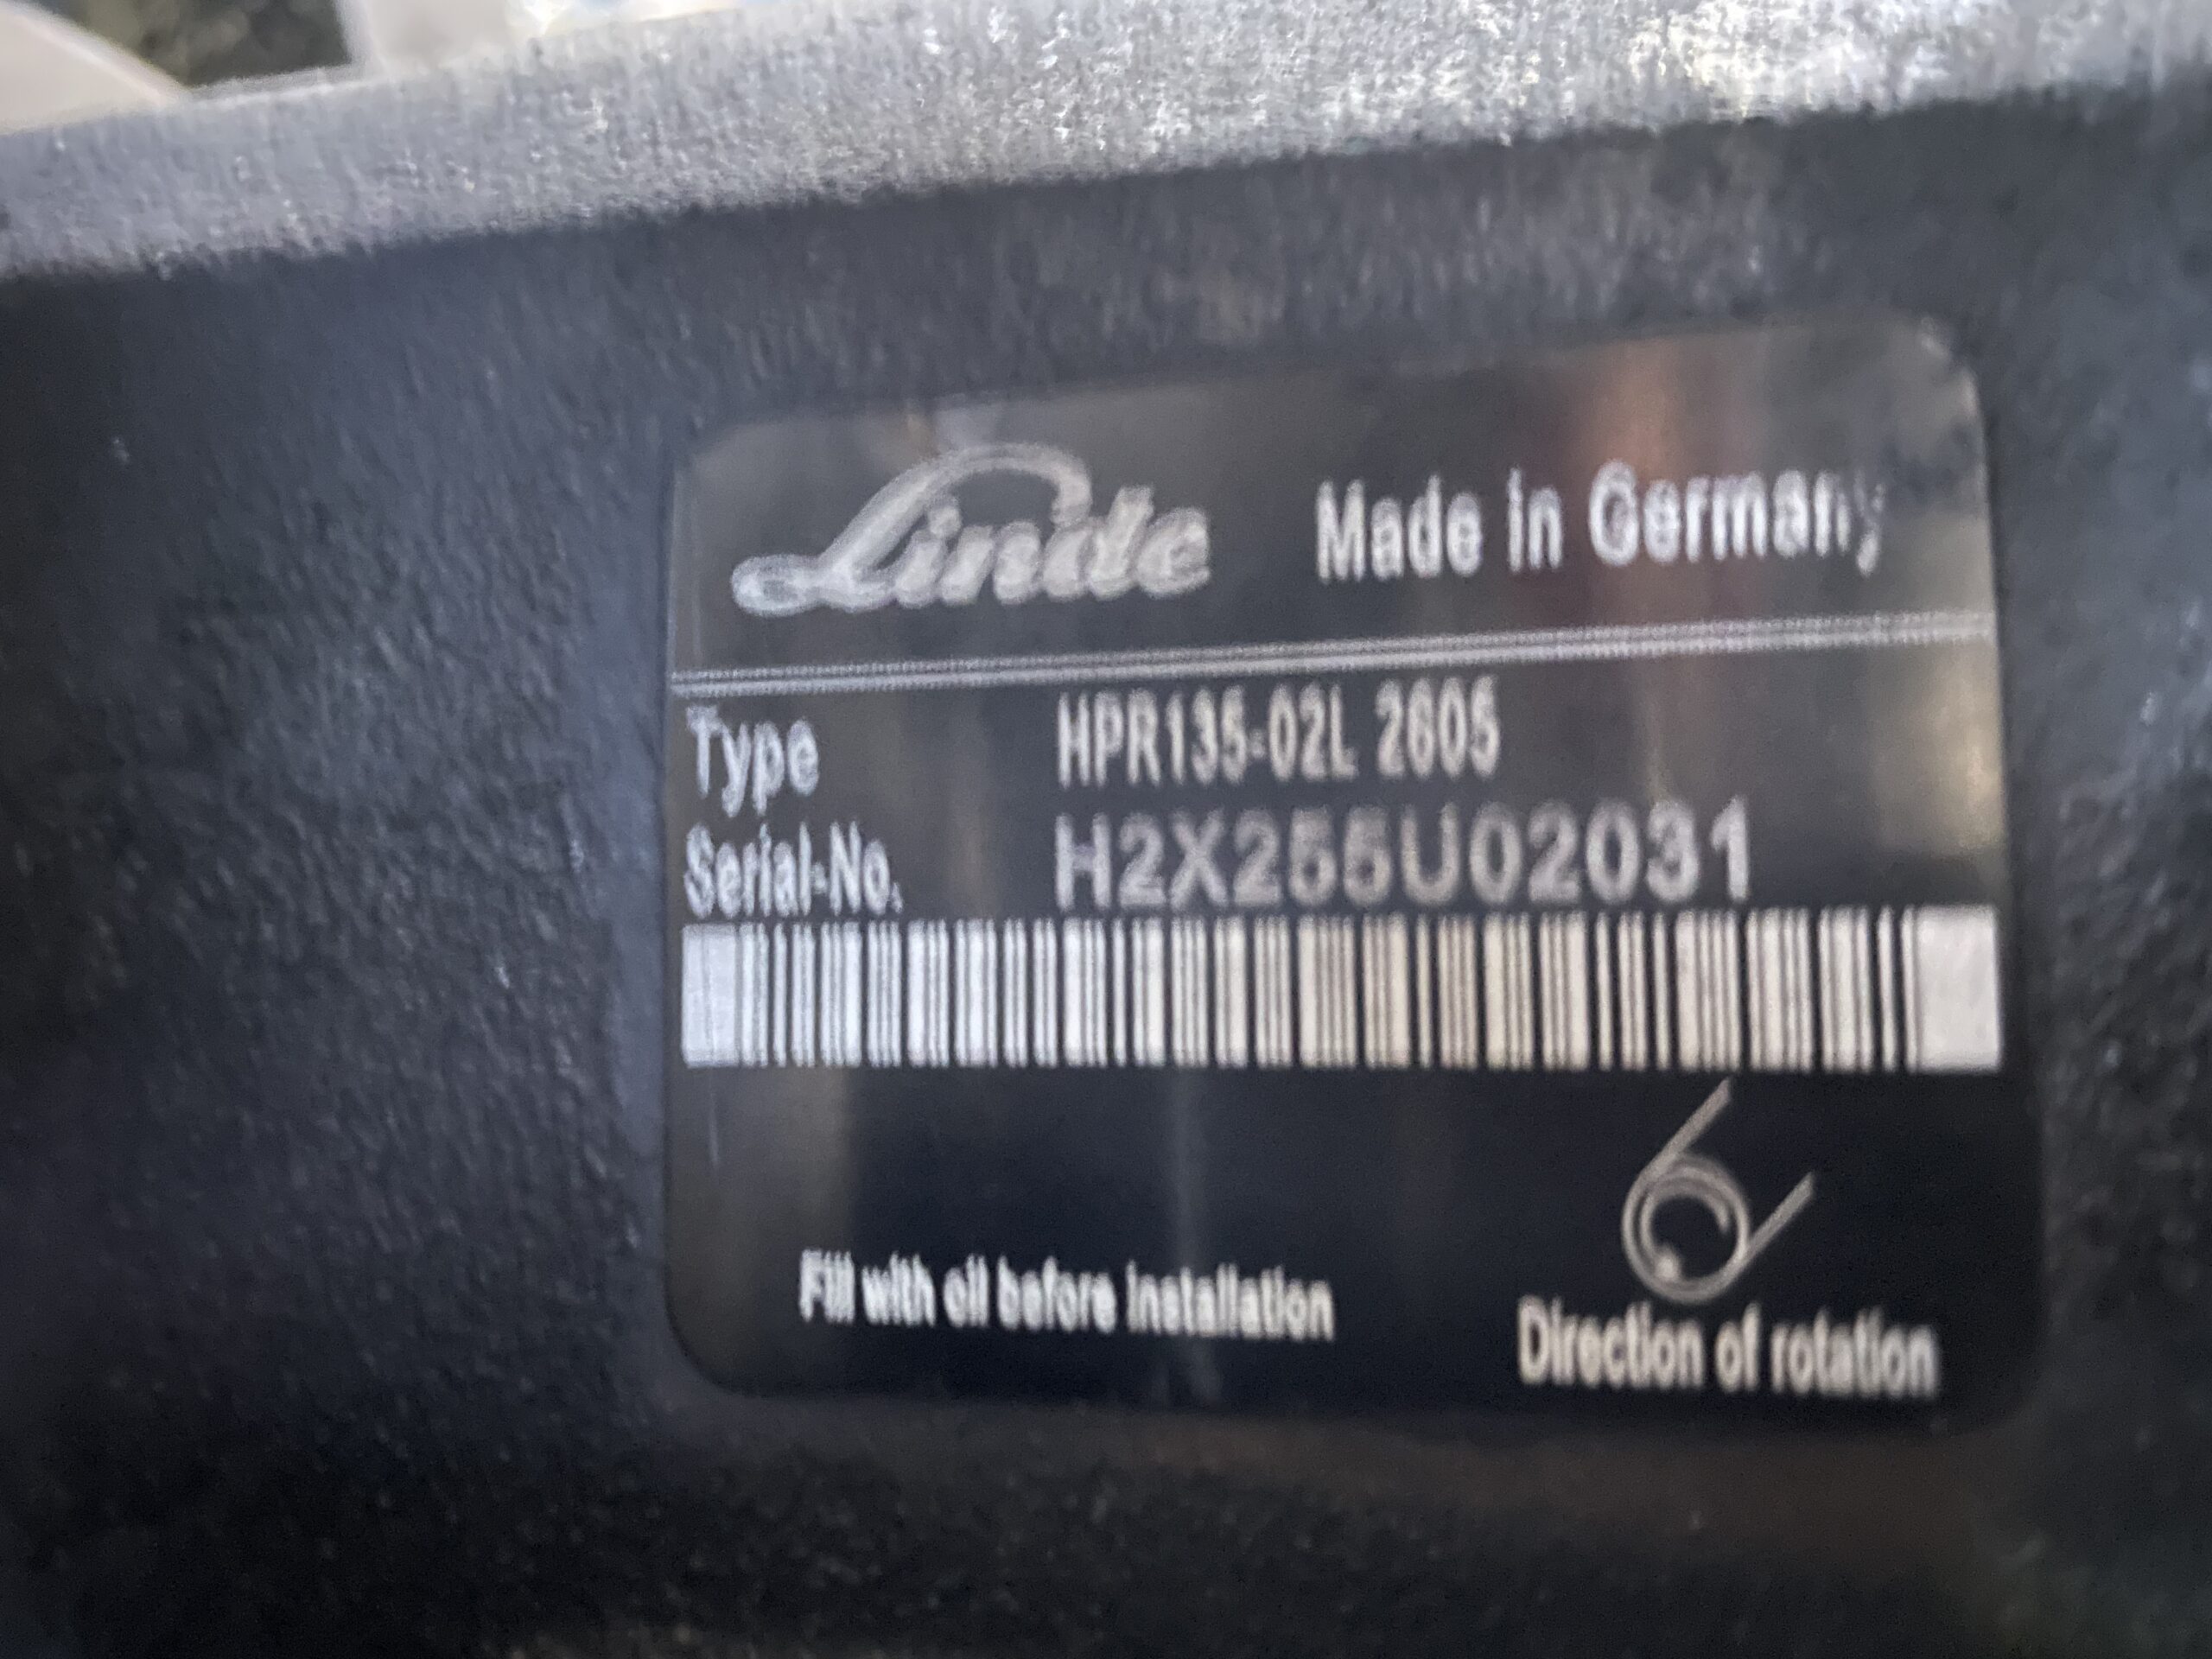 Linde Made in Germany
Type HPR135-02L 2605
Serial-No. H2X255U02031
Fill with oil before installation
Direction of rotation